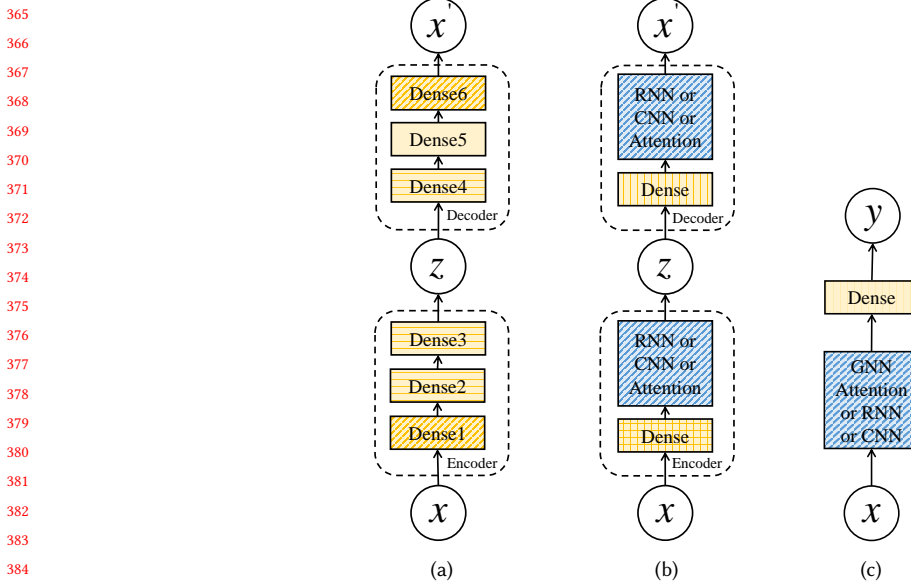 365
366
367
368
369
370
371
372
373
374
375
376
377
378
379
380
381
382
383
384
x'
Dense6
Dense5
Dense4
Decoder
z
Dense3
Dense2
Dense1
Encoder
x
(a)
x'
RNN or
CNN or
Attention
Dense
Decoder
z
RNN or
CNN or
Attention
Dense
Encoder
x
(b)
y
Dense
GNN
Attention
or RNN
or CNN
x
(c)